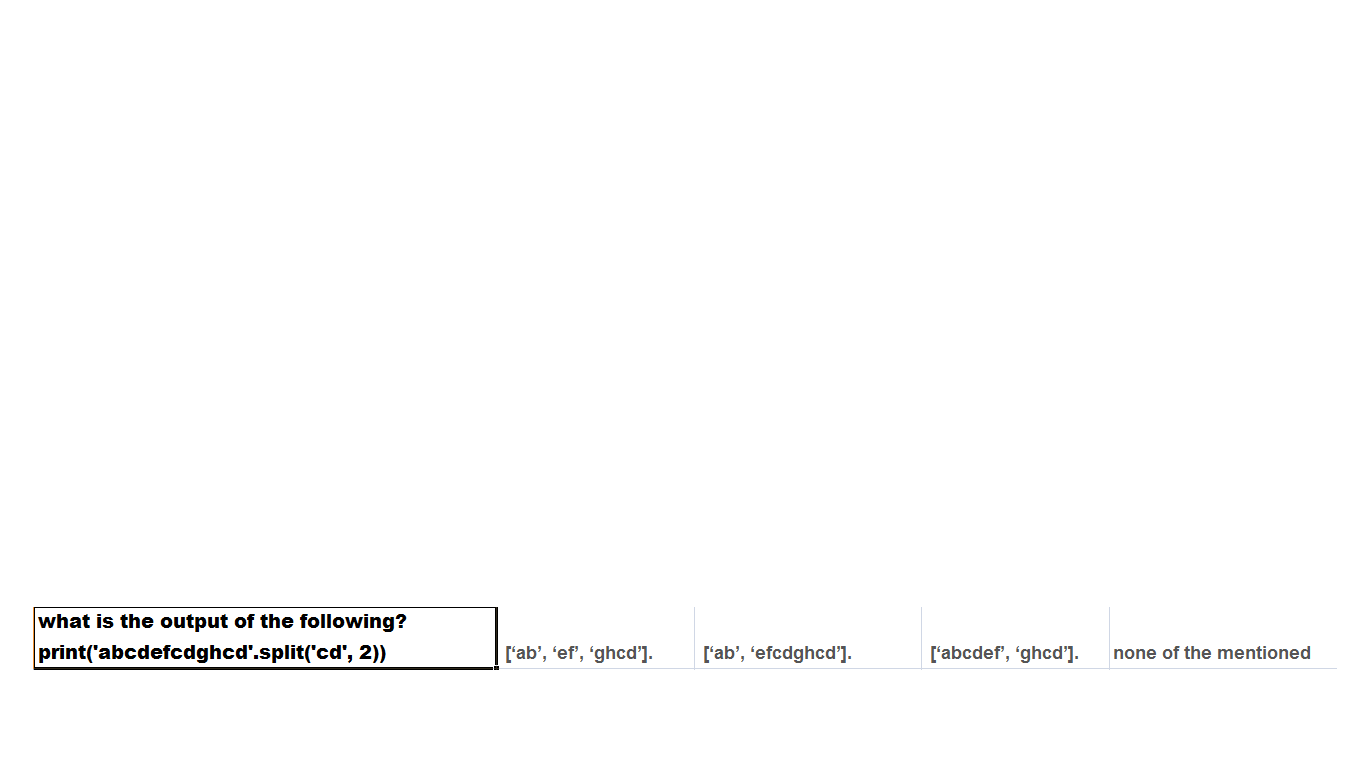 what is the output of the following?
print('abcdefcdghcd'.split('cd', 2))
[‘ab’, ‘ef’, ‘ghcd’].
[‘ab’, ‘efcdghcd’].
[‘abcdef’, ‘ghcd’].
none of the mentioned